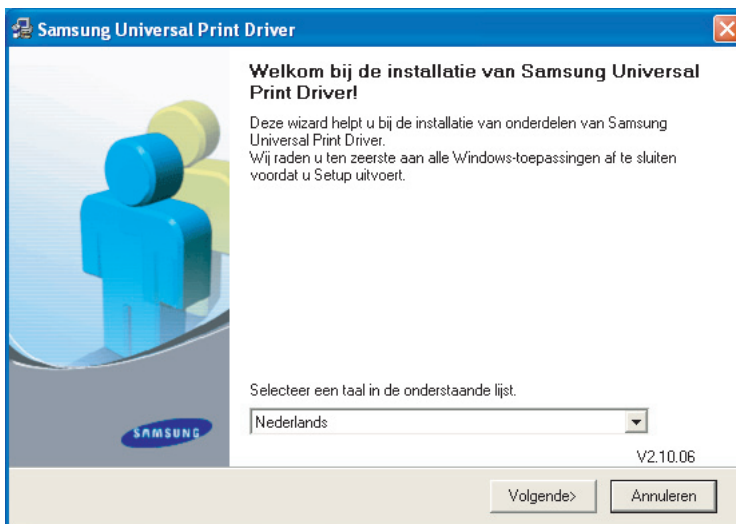 Samsung Universal Print Driver
Welkom bij de installatie van Samsung Universal
Print Driver!
Deze wizard helpt u bij de installatie van onderdelen van Samsung
Universal Print Driver.
Wij raden u ten zeerste aan alle Windows-toepassingen af te sluiten
voordat u Setup uitvoert.
Selecteer een taal in de onderstaande lijst.
Nederlands
SAMSUNG
V2.10.06
Volgende>
Annuleren